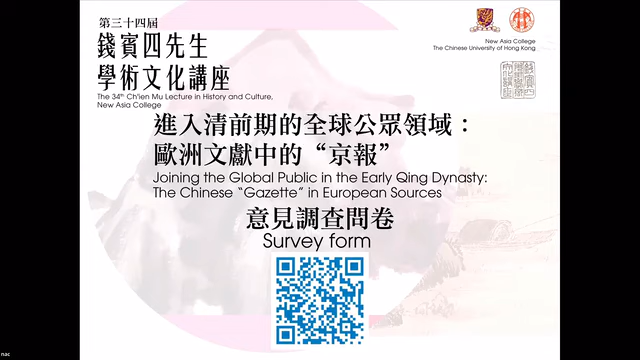 第三十四屆
錢賓四先生
學術文化講座
The 34th Ch'ien Mu Lecture in History and Culture,
New Asia College
New Asia College
The Chinese University of Hong Kong
進入清前期的全球公眾領域：
歐洲文獻中的“京報”
Joining the Global Public in the Early Qing Dynasty:
The Chinese “Gazette” in European Sources
意見調查問卷
Survey form
nac